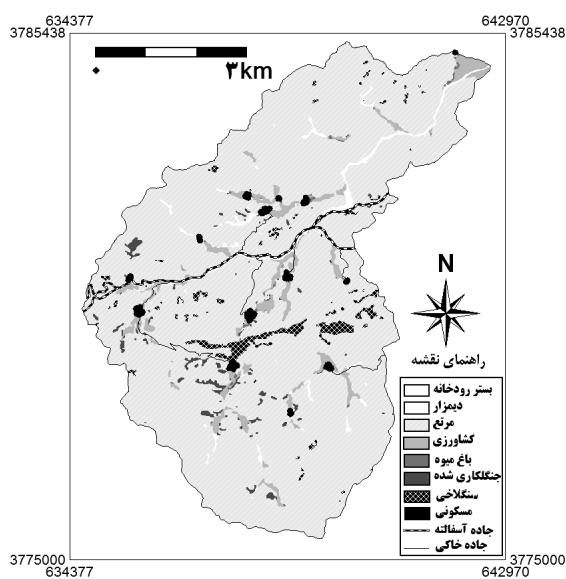 634377 642970
3785438 3785438
۳km
N
راهنمای نقشه
بستر رودخانه
دیمزار
مرتع
کشاورزی
باغ میوه
جنگلکاری شده
سنگلاخی
مسکونی
جاده آسفالته
جاده خاکی
3775000 3775000
634377 642970